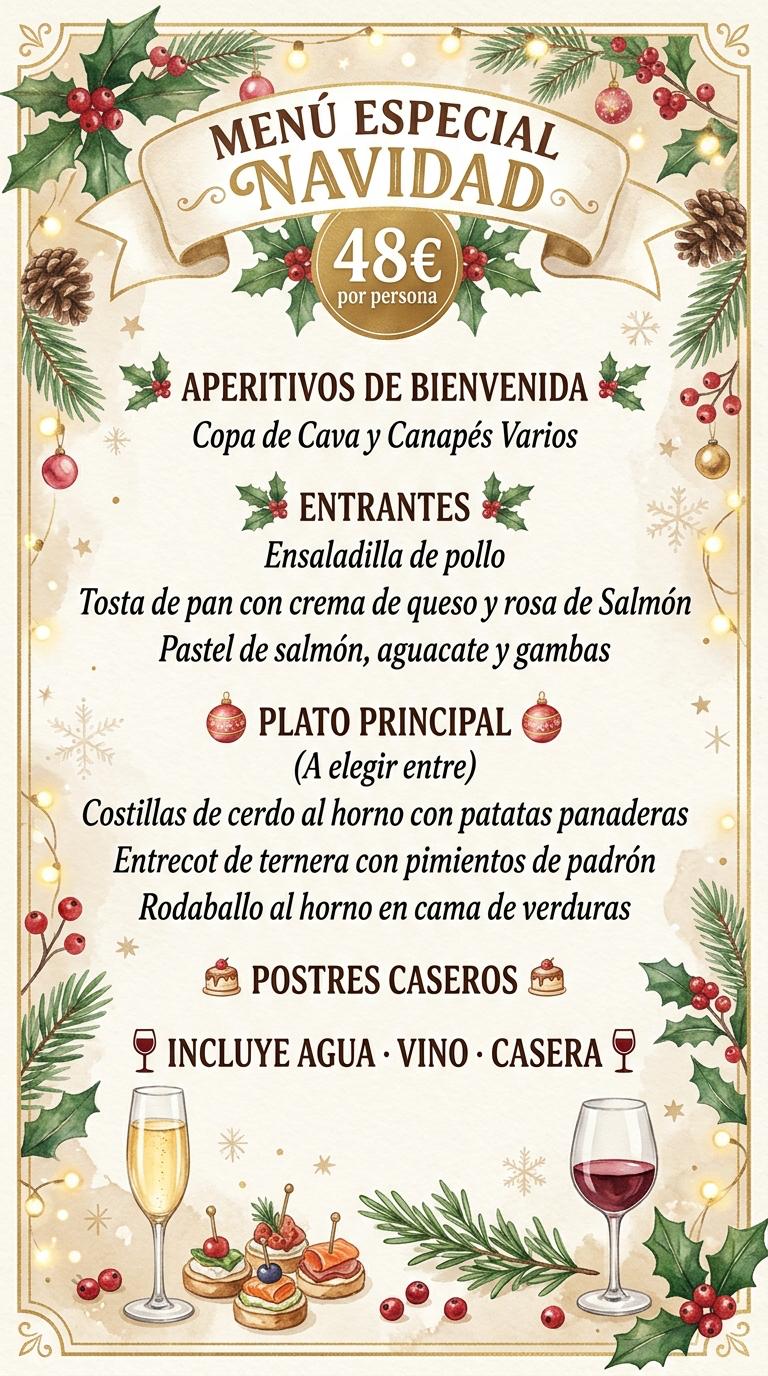 MENÚ ESPECIAL
NAVIDAD
48€
por persona
APERITIVOS DE BIENVENIDA
Copa de Cava y Canapés Varios
ENTRANTES
Ensaladilla de pollo
Tosta de pan con crema de queso y rosa de Salmón
Pastel de salmón, aguacate y gambas
PLATO PRINCIPAL
(A elegir entre)
Costillas de cerdo al horno con patatas panaderas
Entrecot de ternera con pimientos de padrón
Rodaballo al horno en cama de verduras
POSTRES CASEROS
INCLUYE AGUA · VINO · CASERA